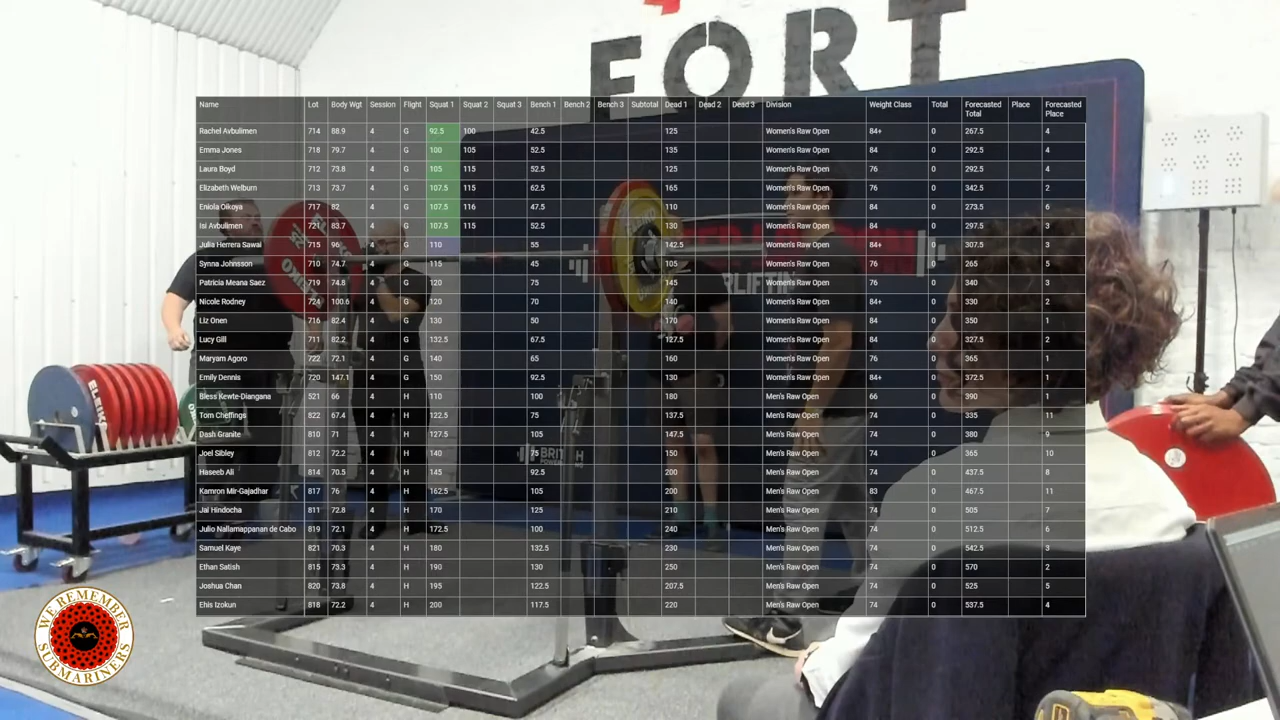 FORT
Name Lot Body Wgt Session Flight Squat 1 Squat 2 Squat 3 Bench 1 Bench 2 Bench 3 Subtotal Dead 1 Dead 2 Dead 3 Division Weight Class Total Forecasted Total Place Forecasted Place
Rachel Avbulimen 714 88.9 4 G 92.5 100 42.5 125 Women's Raw Open 84+ 0 267.5 4
Emma Jones 718 79.7 4 G 100 105 52.5 135 Women's Raw Open 84 0 292.5 4
Laura Boyd 712 73.8 4 G 105 115 52.5 125 Women's Raw Open 76 0 292.5 4
Elizabeth Welburn 713 73.7 4 G 107.5 115 62.5 165 Women's Raw Open 76 0 342.5 2
Eniola Oikoya 717 82 4 G 107.5 116 47.5 110 Women's Raw Open 84 0 273.5 6
Isi Avbulimen 721 83.7 4 G 107.5 115 52.5 130 Women's Raw Open 84 0 297.5 3
Julia Herrera Sawai 715 96 4 G 110 55 142.5 Women's Raw Open 84+ 0 307.5 3
Synna Johnsson 710 74.7 4 G 115 45 105 Women's Raw Open 76 0 265 5
Patricia Meana Saez 719 74.8 4 G 120 75 145 Women's Raw Open 76 0 340 3
Nicole Rodney 724 100.6 4 G 120 70 140 Women's Raw Open 84+ 0 330 2
Liz Onen 716 82.4 4 G 130 50 170 Women's Raw Open 84 0 350 1
Lucy Gill 711 82.2 4 G 132.5 67.5 127.5 Women's Raw Open 84 0 327.5 2
Maryam Agoro 722 72.1 4 G 140 65 160 Women's Raw Open 76 0 365 1
Emily Dennis 720 147.1 4 G 150 92.5 130 Women's Raw Open 84+ 0 372.5 1
Bless Kewte-Diangana 521 66 4 H 110 100 180 Men's Raw Open 66 0 390 1
Tom Cheffings 822 67.4 4 H 122.5 75 137.5 Men's Raw Open 74 0 335 11
Dash Granite 810 71 4 H 127.5 105 147.5 Men's Raw Open 74 0 380 9
Joel Sibley 812 72.2 4 H 140 75 150 Men's Raw Open 74 0 365 10
Haseeb Ali 814 70.5 4 H 145 92.5 200 Men's Raw Open 74 0 437.5 8
Kamron Mir-Gajadhar 817 76 4 H 162.5 105 200 Men's Raw Open 83 0 467.5 11
Jai Hindocha 811 72.8 4 H 170 125 210 Men's Raw Open 74 0 505 7
Julio Nallamappanan de Cabo 819 72.1 4 H 172.5 100 240 Men's Raw Open 74 0 512.5 6
Samuel Kaye 821 70.3 4 H 180 132.5 230 Men's Raw Open 74 0 542.5 3
Ethan Satish 815 73.3 4 H 190 130 250 Men's Raw Open 74 0 570 2
Joshua Chan 820 73.8 4 H 195 122.5 207.5 Men's Raw Open 74 0 525 5
Ehis Izokun 818 72.2 4 H 200 117.5 220 Men's Raw Open 74 0 537.5 4
ELEIKO
25
ELEIKO
WE REMEMBER
SUBMARINERS